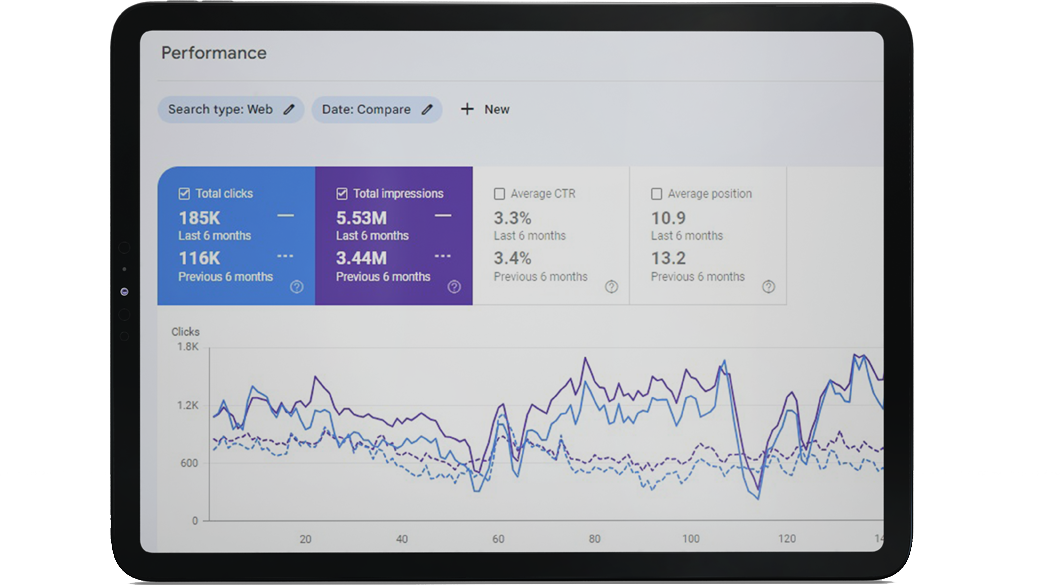 Performance
Search type: Web
Date: Compare
+ New
Total clicks
185K
Last 6 months
116K
Previous 6 months
Total impressions
5.53M
Last 6 months
3.44M
Previous 6 months
Average CTR
3.3%
Last 6 months
3.4%
Previous 6 months
Average position
10.9
Last 6 months
13.2
Previous 6 months
Clicks
1.8K
1.2K
600
0
20 40 60 80 100 120